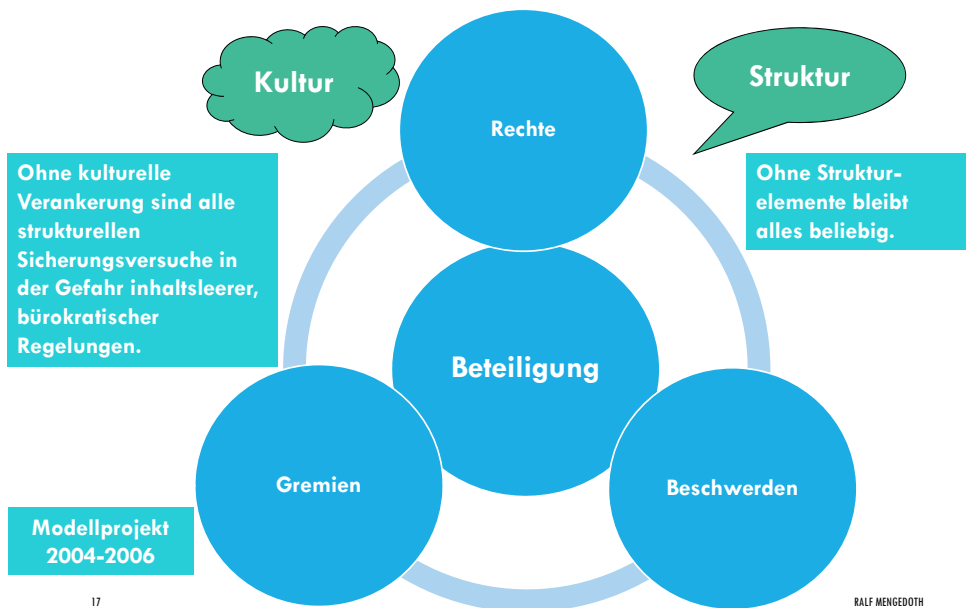 Kultur
Struktur
Rechte
Ohne kulturelle
Verankerung sind alle
strukturellen
Sicherungsversuche in
der Gefahr inhaltsleerer,
bürokratischer
Regelungen.
Ohne Struktur-
elemente bleibt
alles beliebig.
Beteiligung
Gremien
Beschwerden
Modellprojekt
2004-2006
17
RALF MENGEDOTH